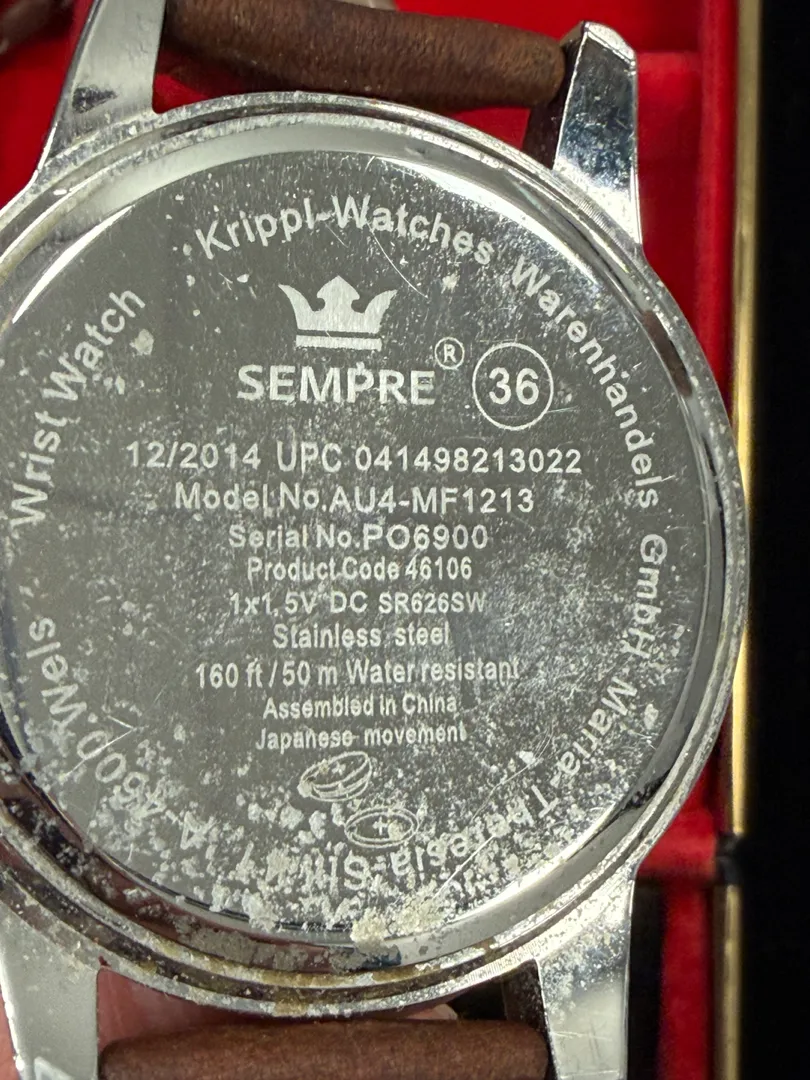 Wrist Watch
Krippl-Watches Warenhandels GmbH Maria-Theresia-Str.
A-4600 Wels
SEMPRE® 36
12/2014 UPC 041498213022
Model No.AU4-MF1213
Serial No.PO6900
Product Code 46106
1x1,5V DC SR626SW
Stainless steel
160 ft / 50 m Water resistant
Assembled in China
Japanese movement